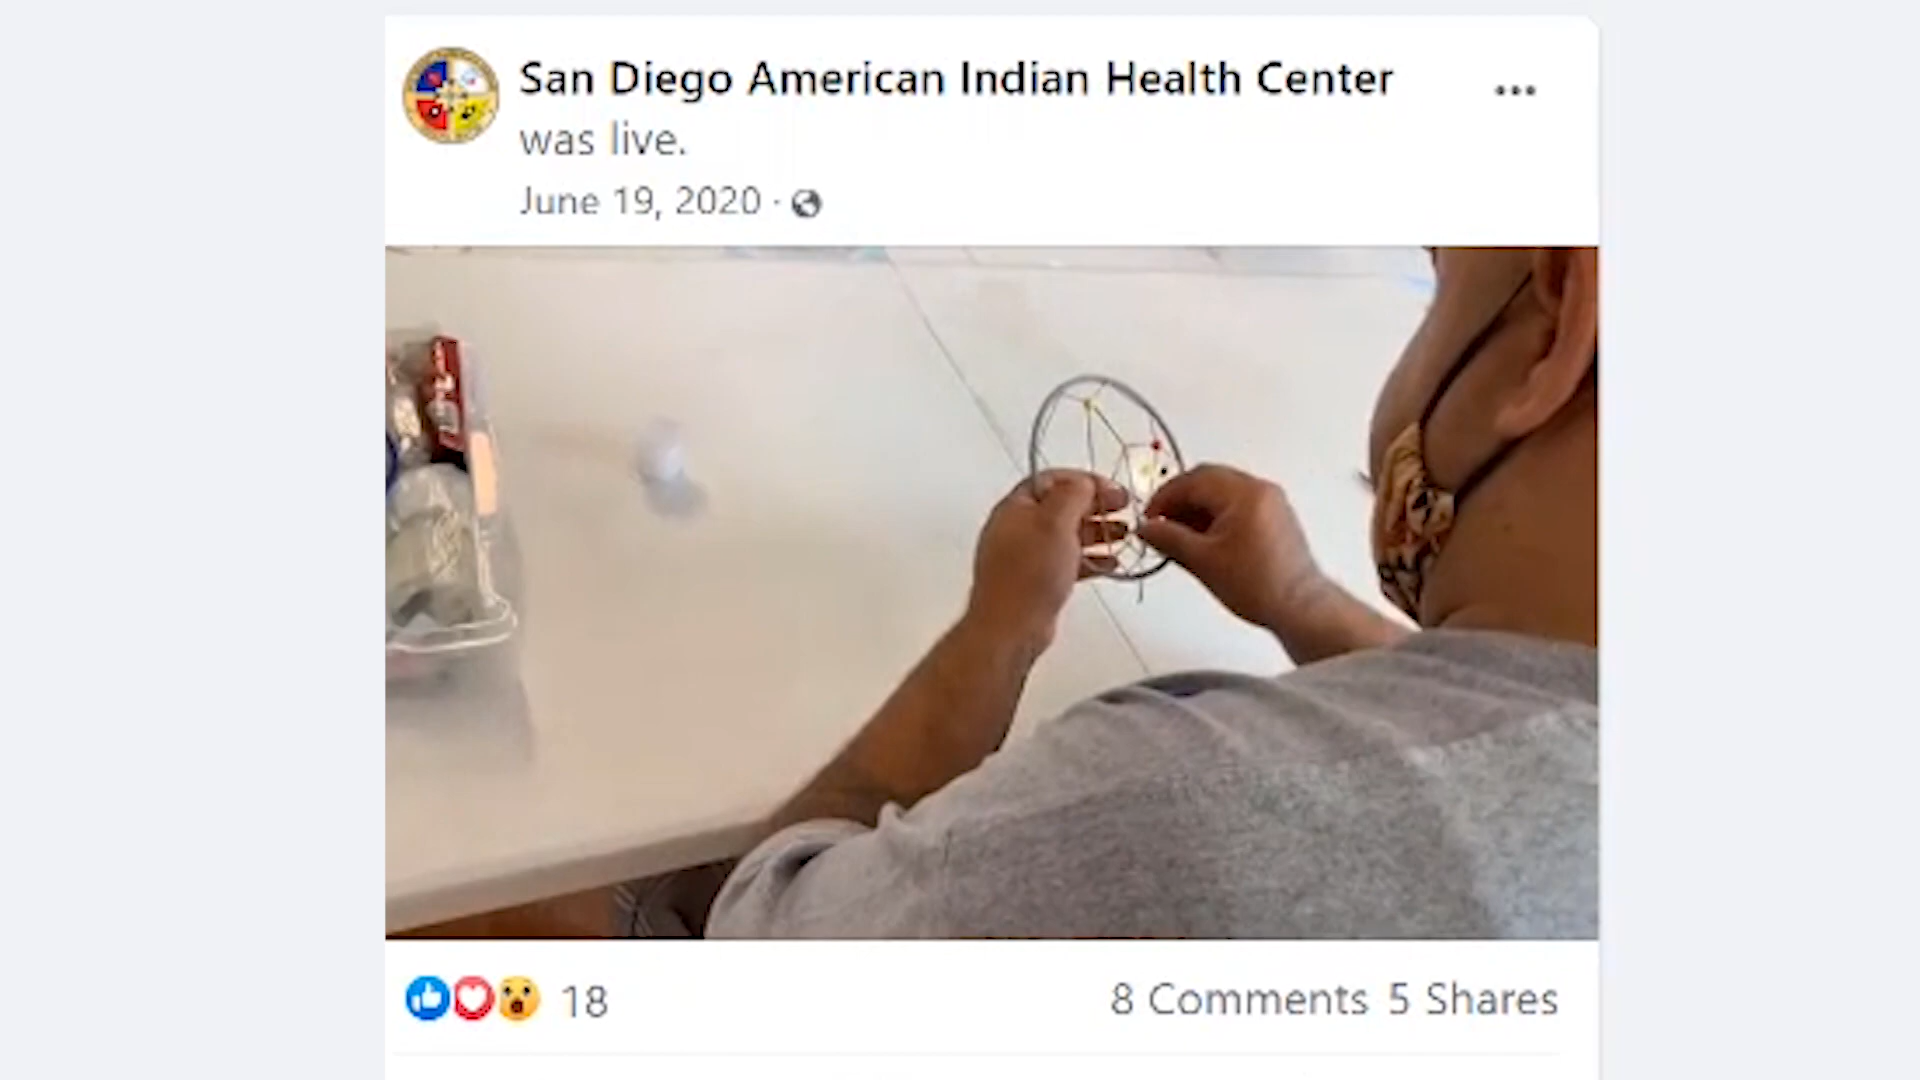 San Diego American Indian Health Center
was live.
June 19, 2020 ·
18
8 Comments 5 Shares